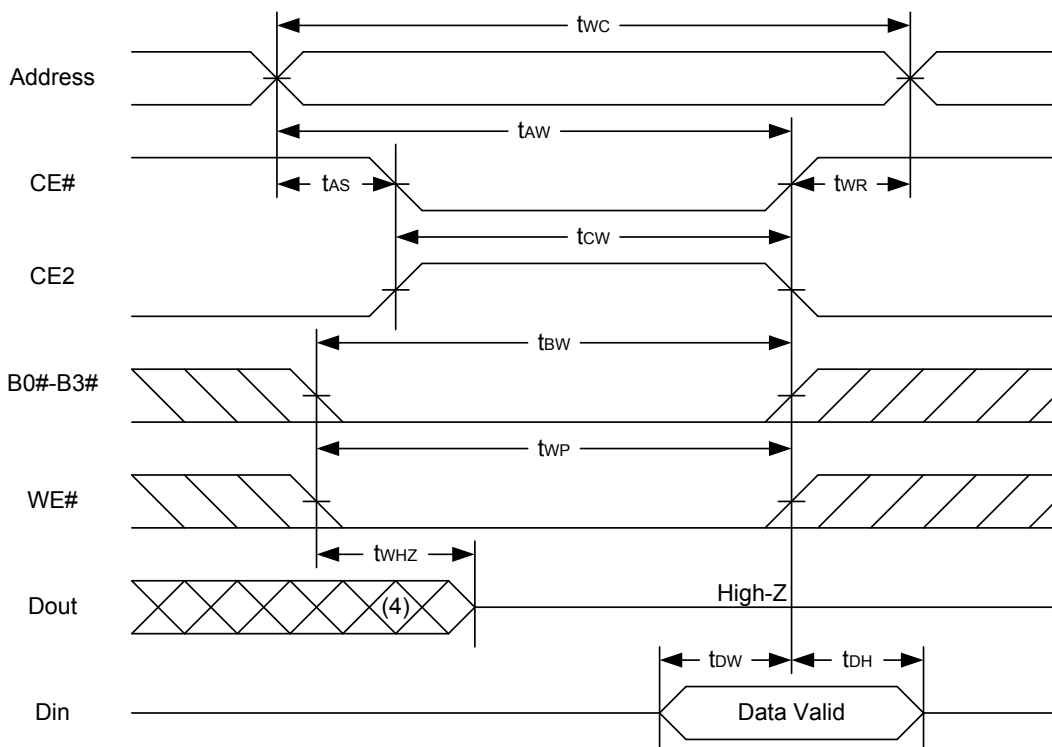 tWC
Address
tAW
CE#
tAS
tWR
tCW
CE2
tBW
B0#-B3#
tWP
WE#
tWHZ
Dout
(4)
High-Z
tDW
tDH
Din
Data Valid